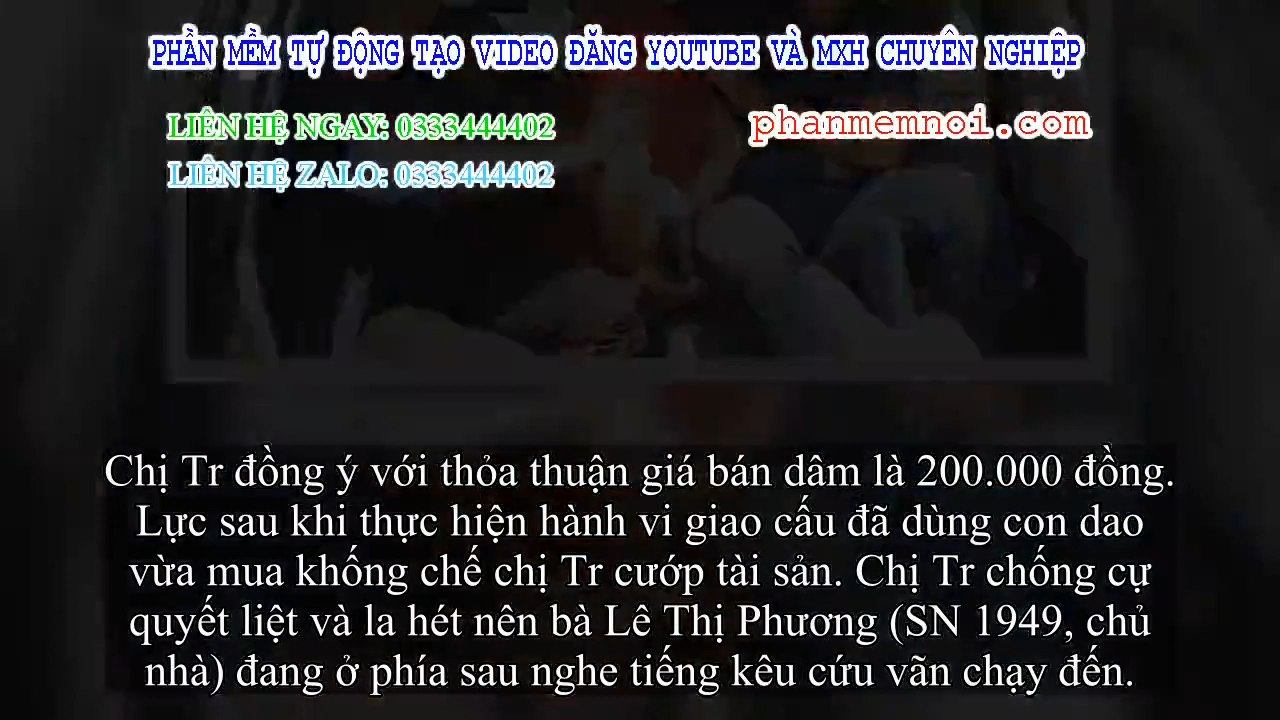 PHẦN MỀM TỰ ĐỘNG TẠO VIDEO ĐĂNG YOUTUBE VÀ MXH CHUYÊN NGHIỆP
LIÊN HỆ NGAY: 0333444402
phanmemnoi.com
LIÊN HỆ ZALO: 0333444402
Chị Tr đồng ý với thỏa thuận giá bán dâm là 200.000 đồng.
Lực sau khi thực hiện hành vi giao cấu đã dùng con dao
vừa mua khống chế chị Tr cướp tài sản. Chị Tr chống cự
quyết liệt và la hét nên bà Lê Thị Phương (SN 1949, chủ
nhà) đang ở phía sau nghe tiếng kêu cứu vãn chạy đến.